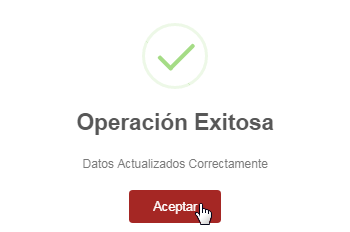 Operación Exitosa
Datos Actualizados Correctamente
Aceptar